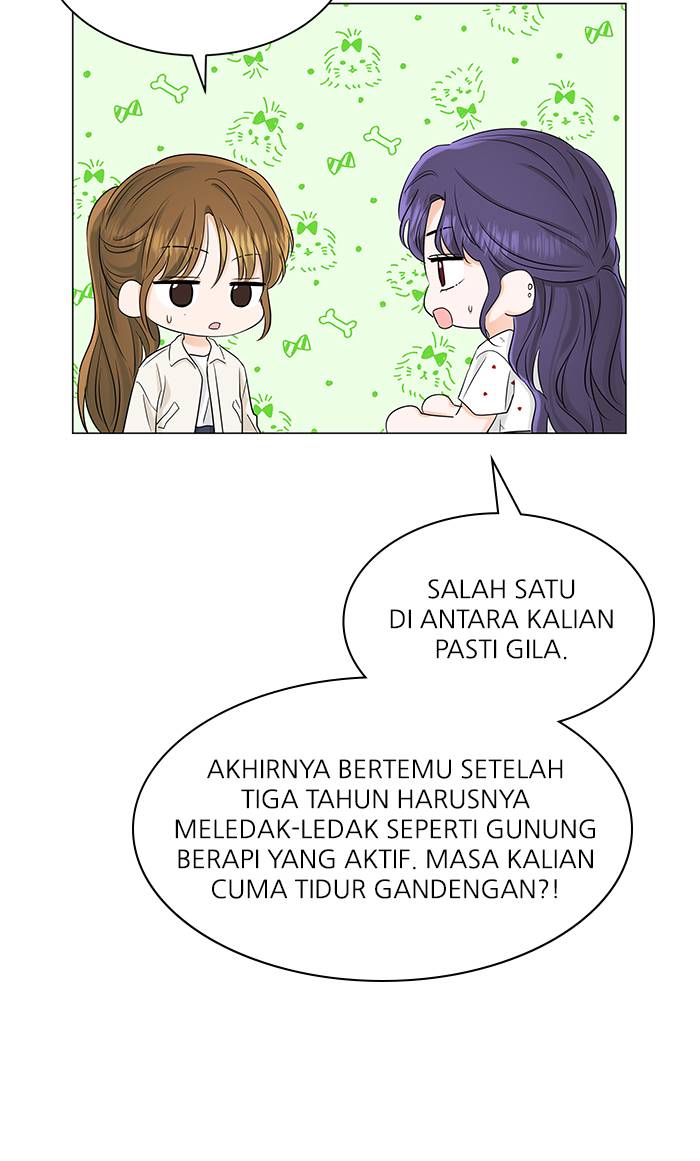 SALAH SATU
DI ANTARA KALIAN
PASTI GILA.
AKHIRNYA BERTEMU SETELAH
TIGA TAHUN HARUSNYA
MELEDAK-LEDAK SEPERTI GUNUNG
BERAPI YANG AKTIF. MASA KALIAN
CUMA TIDUR GANDENGAN?!